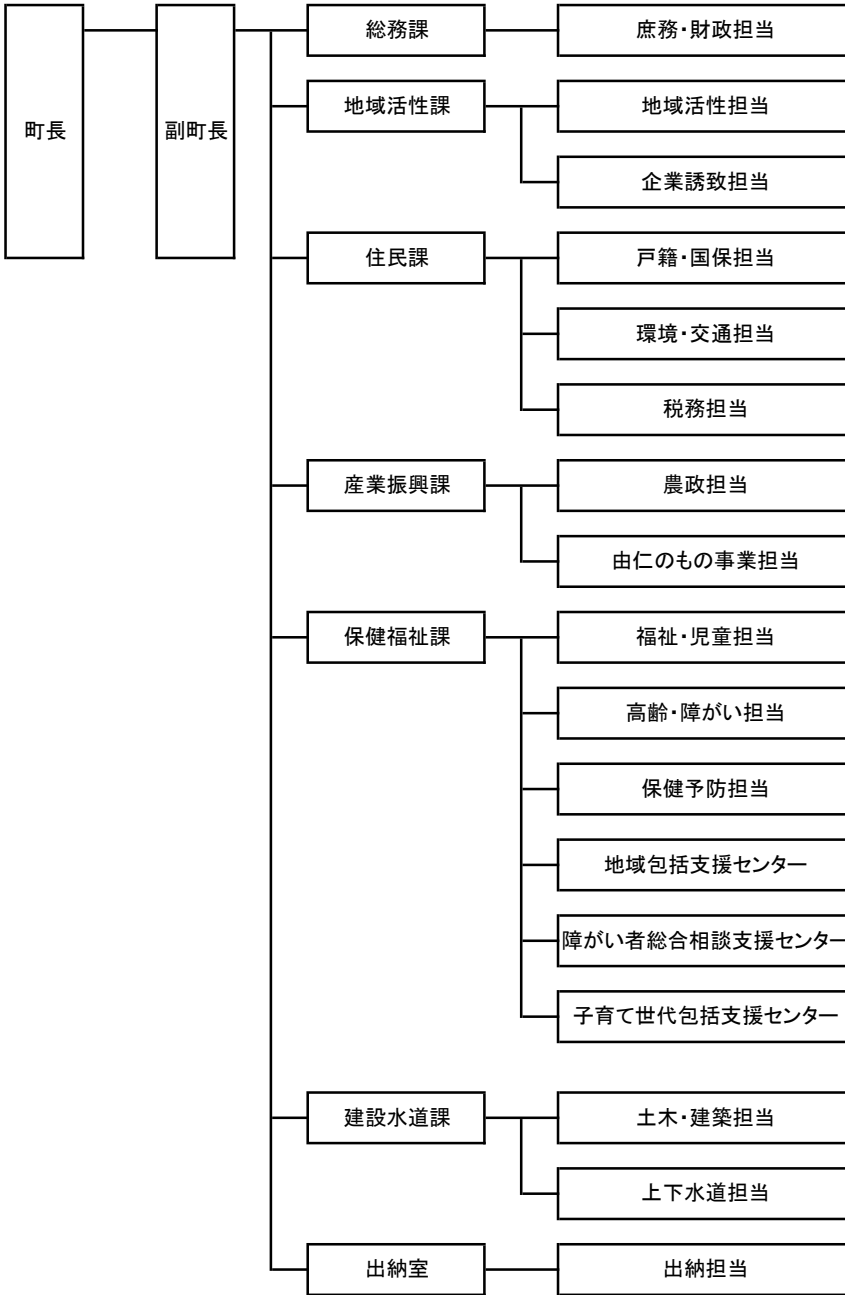 町長
副町長
総務課
庶務・財政担当
地域活性課
地域活性担当
企業誘致担当
住民課
戸籍・国保担当
環境・交通担当
税務担当
産業振興課
農政担当
由仁のもの事業担当
保健福祉課
福祉・児童担当
高齢・障がい担当
保健予防担当
地域包括支援センター
障がい者総合相談支援センター
子育て世代包括支援センター
建設水道課
土木・建築担当
上下水道担当
出納室
出納担当